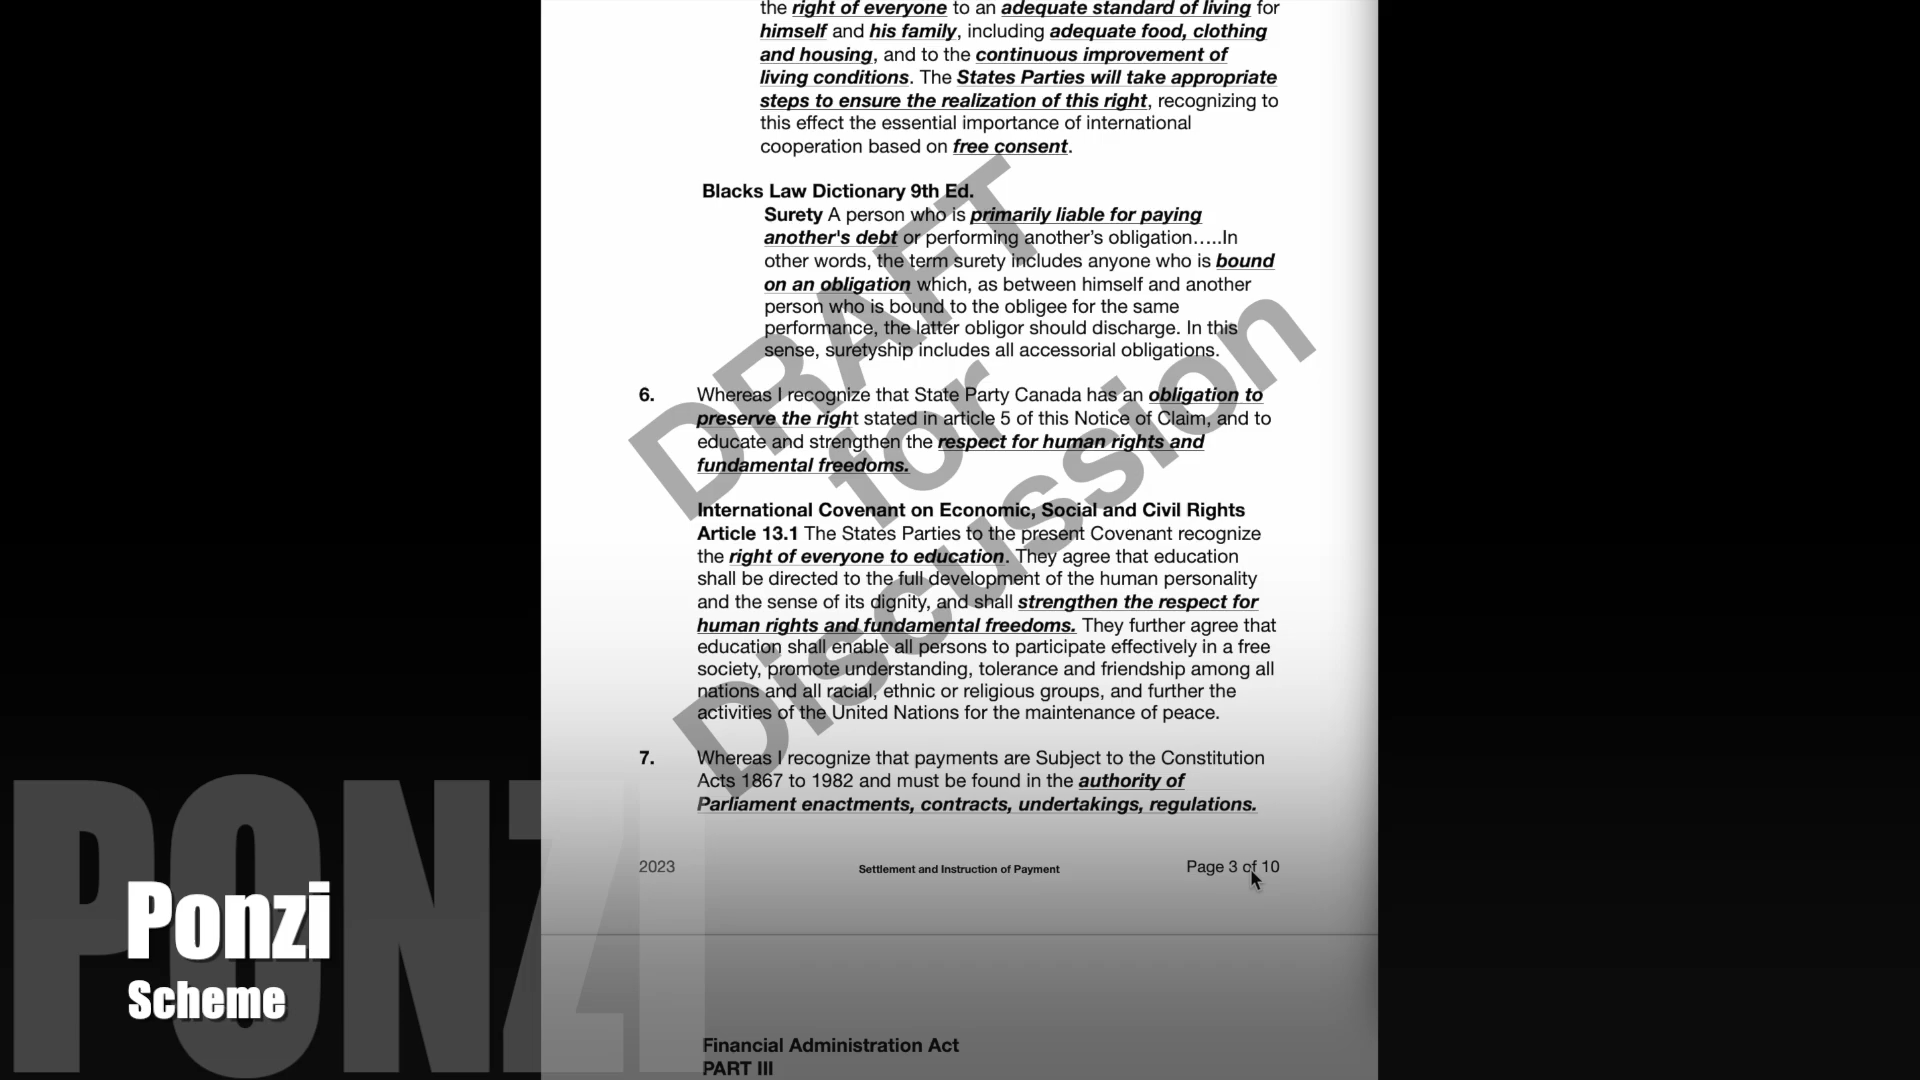 the right of everyone to an adequate standard of living for
himself and his family, including adequate food, clothing
and housing, and to the continuous improvement of
living conditions. The States Parties will take appropriate
steps to ensure the realization of this right, recognizing to
this effect the essential importance of international
cooperation based on free consent.
Blacks Law Dictionary 9th Ed.
Surety A person who is primarily liable for paying
another's debt or performing another's obligation…..In
other words, the term surety includes anyone who is bound
on an obligation which, as between himself and another
person who is bound to the obligee for the same
performance, the latter obligor should discharge. In this
sense, suretyship includes all accessorial obligations.
6. Whereas I recognize that State Party Canada has an obligation to
preserve the right stated in article 5 of this Notice of Claim, and to
educate and strengthen the respect for human rights and
fundamental freedoms.
International Covenant on Economic, Social and Civil Rights
Article 13.1 The States Parties to the present Covenant recognize
the right of everyone to education. They agree that education
shall be directed to the full development of the human personality
and the sense of its dignity, and shall strengthen the respect for
human rights and fundamental freedoms. They further agree that
education shall enable all persons to participate effectively in a free
society, promote understanding, tolerance and friendship among all
nations and all racial, ethnic or religious groups, and further the
activities of the United Nations for the maintenance of peace.
7. Whereas I recognize that payments are Subject to the Constitution
Acts 1867 to 1982 and must be found in the authority of
Parliament enactments, contracts, undertakings, regulations.
2023 Settlement and Instruction of Payment Page 3 of 10
Financial Administration Act
PART III
DRAFT
for
Discussion
PONZI
Ponzi
Scheme